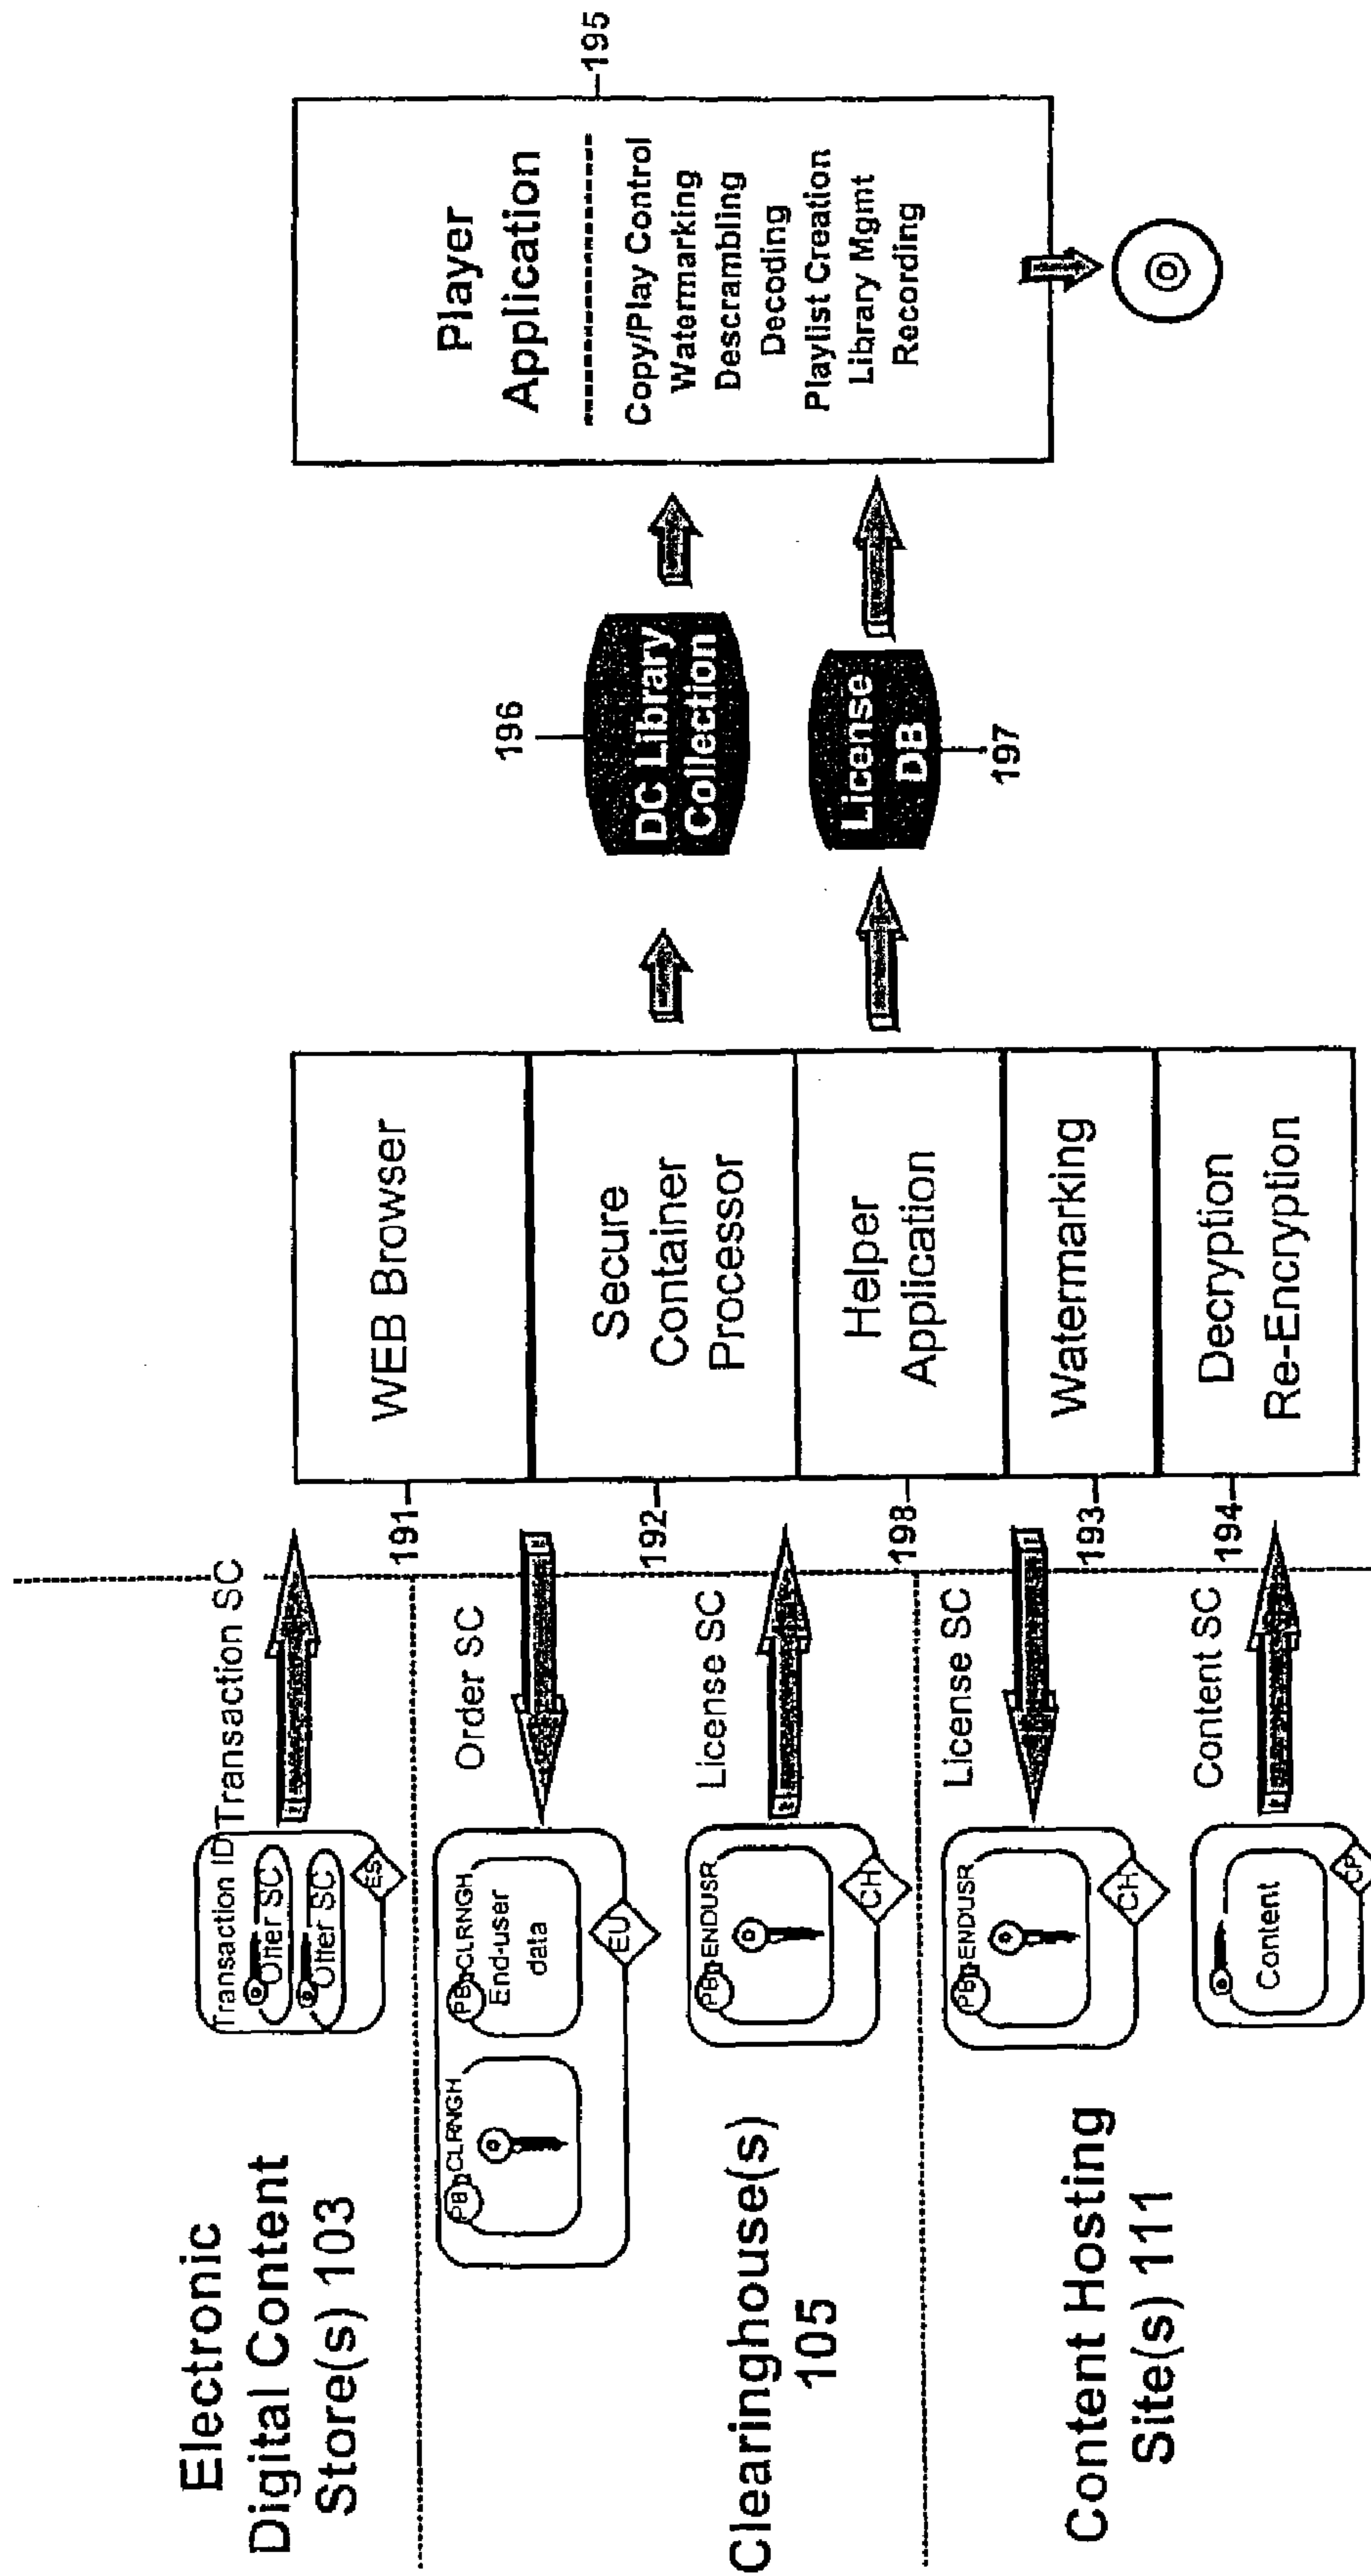 Electronic
Digital Content
Store(s) 103
Transaction ID
Offer SC
Offer SC
ES
Transaction SC
PB
CLRNGH
PB
CLRNGH
End-user
data
EU
Order SC
Clearinghouse(s)
105
PB
ENDUSR
CH
License SC
Content Hosting
Site(s) 111
PB
ENDUSR
CH
License SC
Content
CP
Content SC
191
WEB Browser
192
Secure
Container
Processor
198
Helper
Application
193
Watermarking
194
Decryption
Re-Encryption
196
DC Library
Collection
License
DB
197
Player
Application
195
Copy/Play Control
Watermarking
Descrambling
Decoding
Playlist Creation
Library Mgmt
Recording